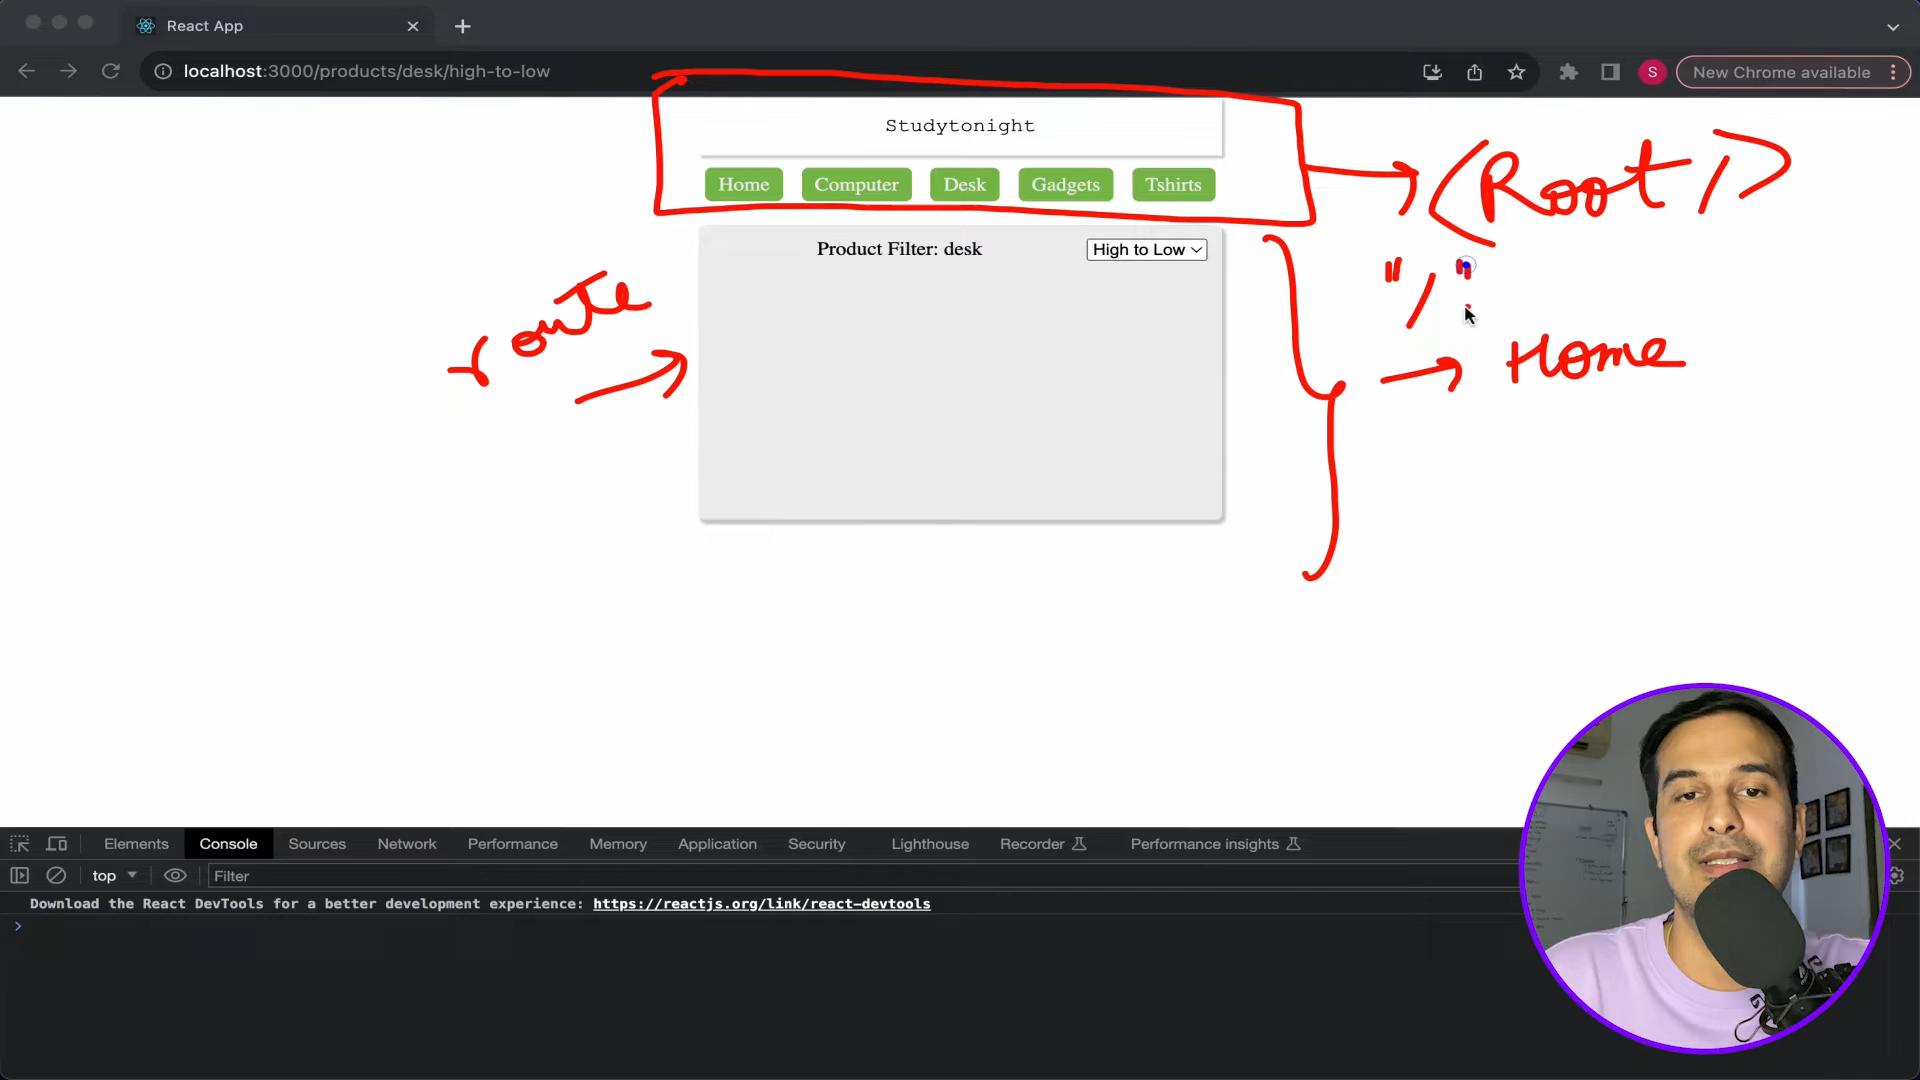 React App
localhost:3000/products/desk/high-to-low
S
New Chrome available
Studytonight
Home Computer Desk Gadgets Tshirts
<Root />
Product Filter: desk
High to Low
"/"
route
Home
Elements Console Sources Network Performance Memory Application Security Lighthouse Recorder Performance insights
top
Filter
Download the React DevTools for a better development experience: https://reactjs.org/link/react-devtools